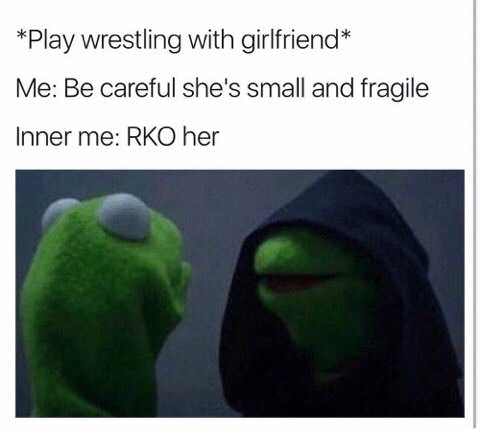 *Play wrestling with girlfriend*
Me: Be careful she's small and fragile
Inner me: RKO her